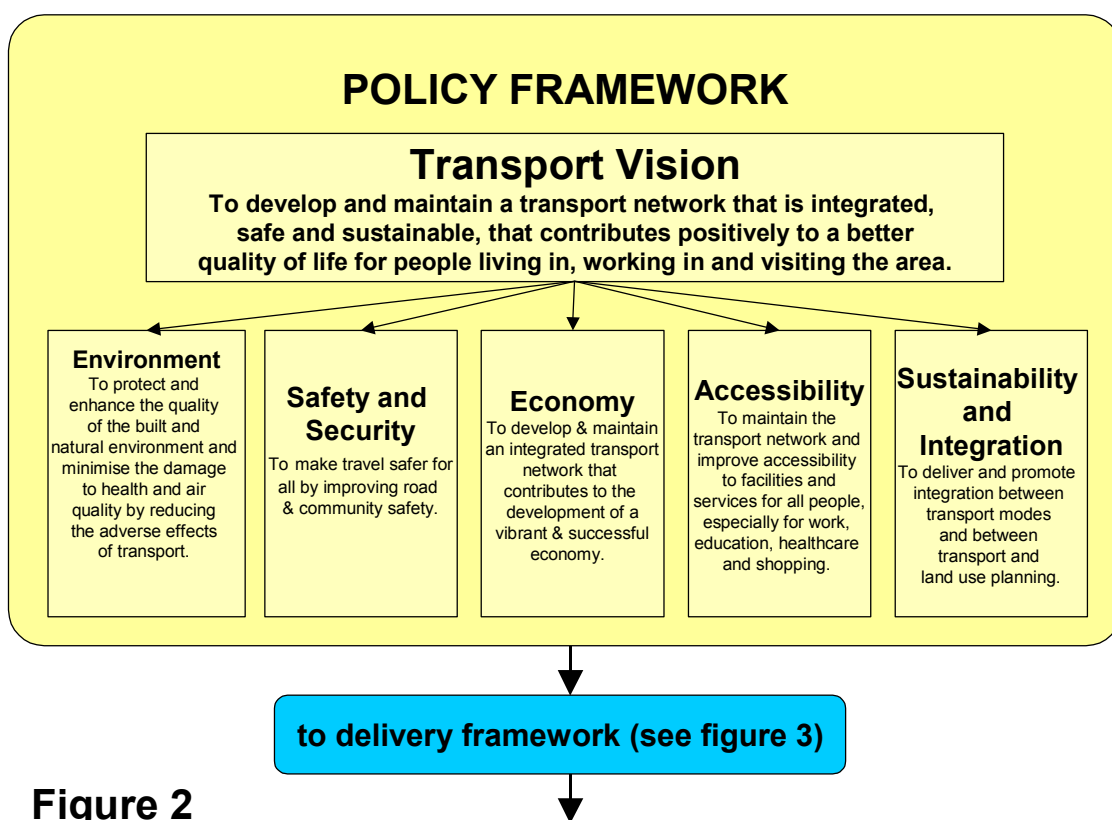 POLICY FRAMEWORK
Transport Vision
To develop and maintain a transport network that is integrated,
safe and sustainable, that contributes positively to a better
quality of life for people living in, working in and visiting the area.
Environment
To protect and
enhance the quality
of the built and
natural environment and
minimise the damage
to health and air
quality by reducing
the adverse effects
of transport.
Safety and
Security
To make travel safer for
all by improving road
& community safety.
Economy
To develop & maintain
an integrated transport
network that
contributes to the
development of a
vibrant & successful
economy.
Accessibility
To maintain the
transport network and
improve accessibility
to facilities and
services for all people,
especially for work,
education, healthcare
and shopping.
Sustainability
and
Integration
To deliver and promote
integration between
transport modes
and between
transport and
land use planning.
to delivery framework (see figure 3)
Figure 2